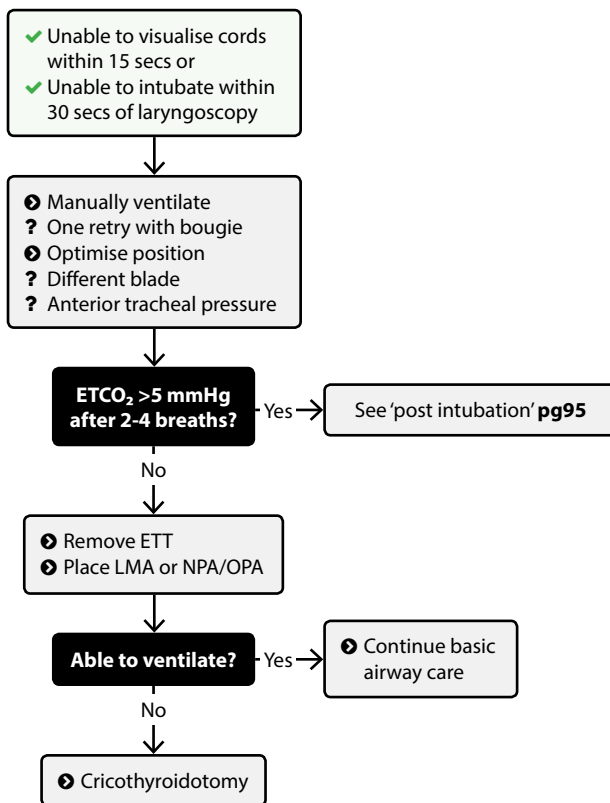 ✓ Unable to visualise cords
within 15 secs or
✓ Unable to intubate within
30 secs of laryngoscopy
Manually ventilate
? One retry with bougie
Optimise position
? Different blade
? Anterior tracheal pressure
ETCO₂ >5 mmHg
after 2-4 breaths?
Yes
See ‘post intubation’ pg95
No
Remove ETT
Place LMA or NPA/OPA
Able to ventilate?
Yes
Continue basic
airway care
No
Cricothyroidotomy